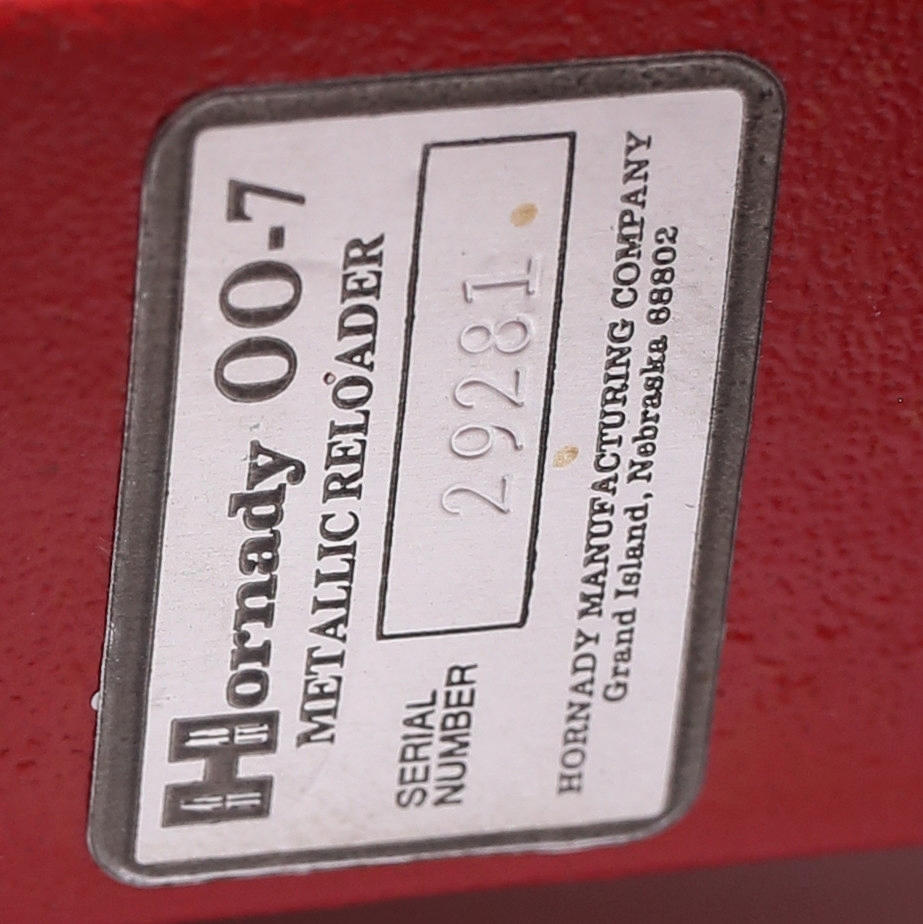 Hornady 00-7
METALLIC RELOADER
SERIAL
NUMBER
29281
HORNADY MANUFACTURING COMPANY
Grand Island, Nebraska 68802